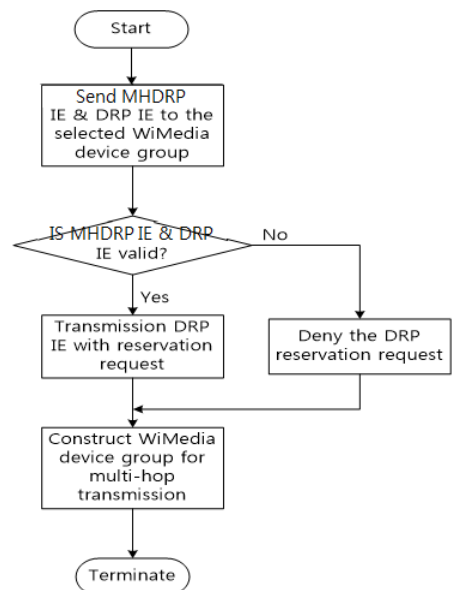 Start
Send MHDRP
IE & DRP IE to the
selected WiMedia
device group
IS MHDRP IE & DRP
IE valid?
No
Yes
Transmission DRP
IE with reservation
request
Deny the DRP
reservation request
Construct WiMedia
device group for
multi-hop
transmission
Terminate